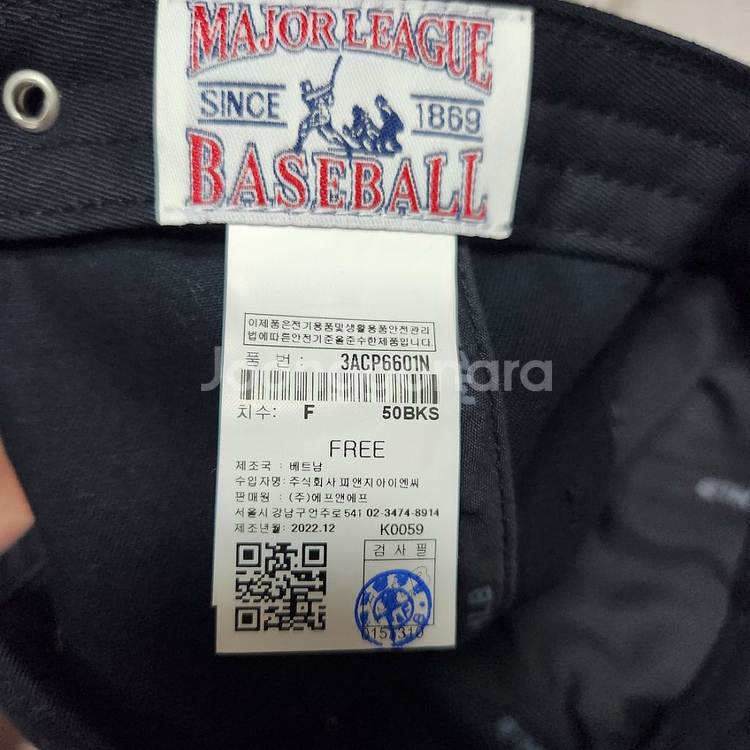 MAJOR LEAGUE
SINCE 1869
BASEBALL
이제품은전기용품및생활용품안전관리
법에따른안전기준을준수한제품입니다.
품 번 : 3ACP6601N
Joonggonara
치수: F 50BKS
FREE
제조국 : 베트남
수입자명: 주식회사 피앤지아이엔씨
판매원 : (주)에프앤에프
서울시 강남구언주로541 02-3474-8914
제조년월: 2022.12 K0059
검 사 필